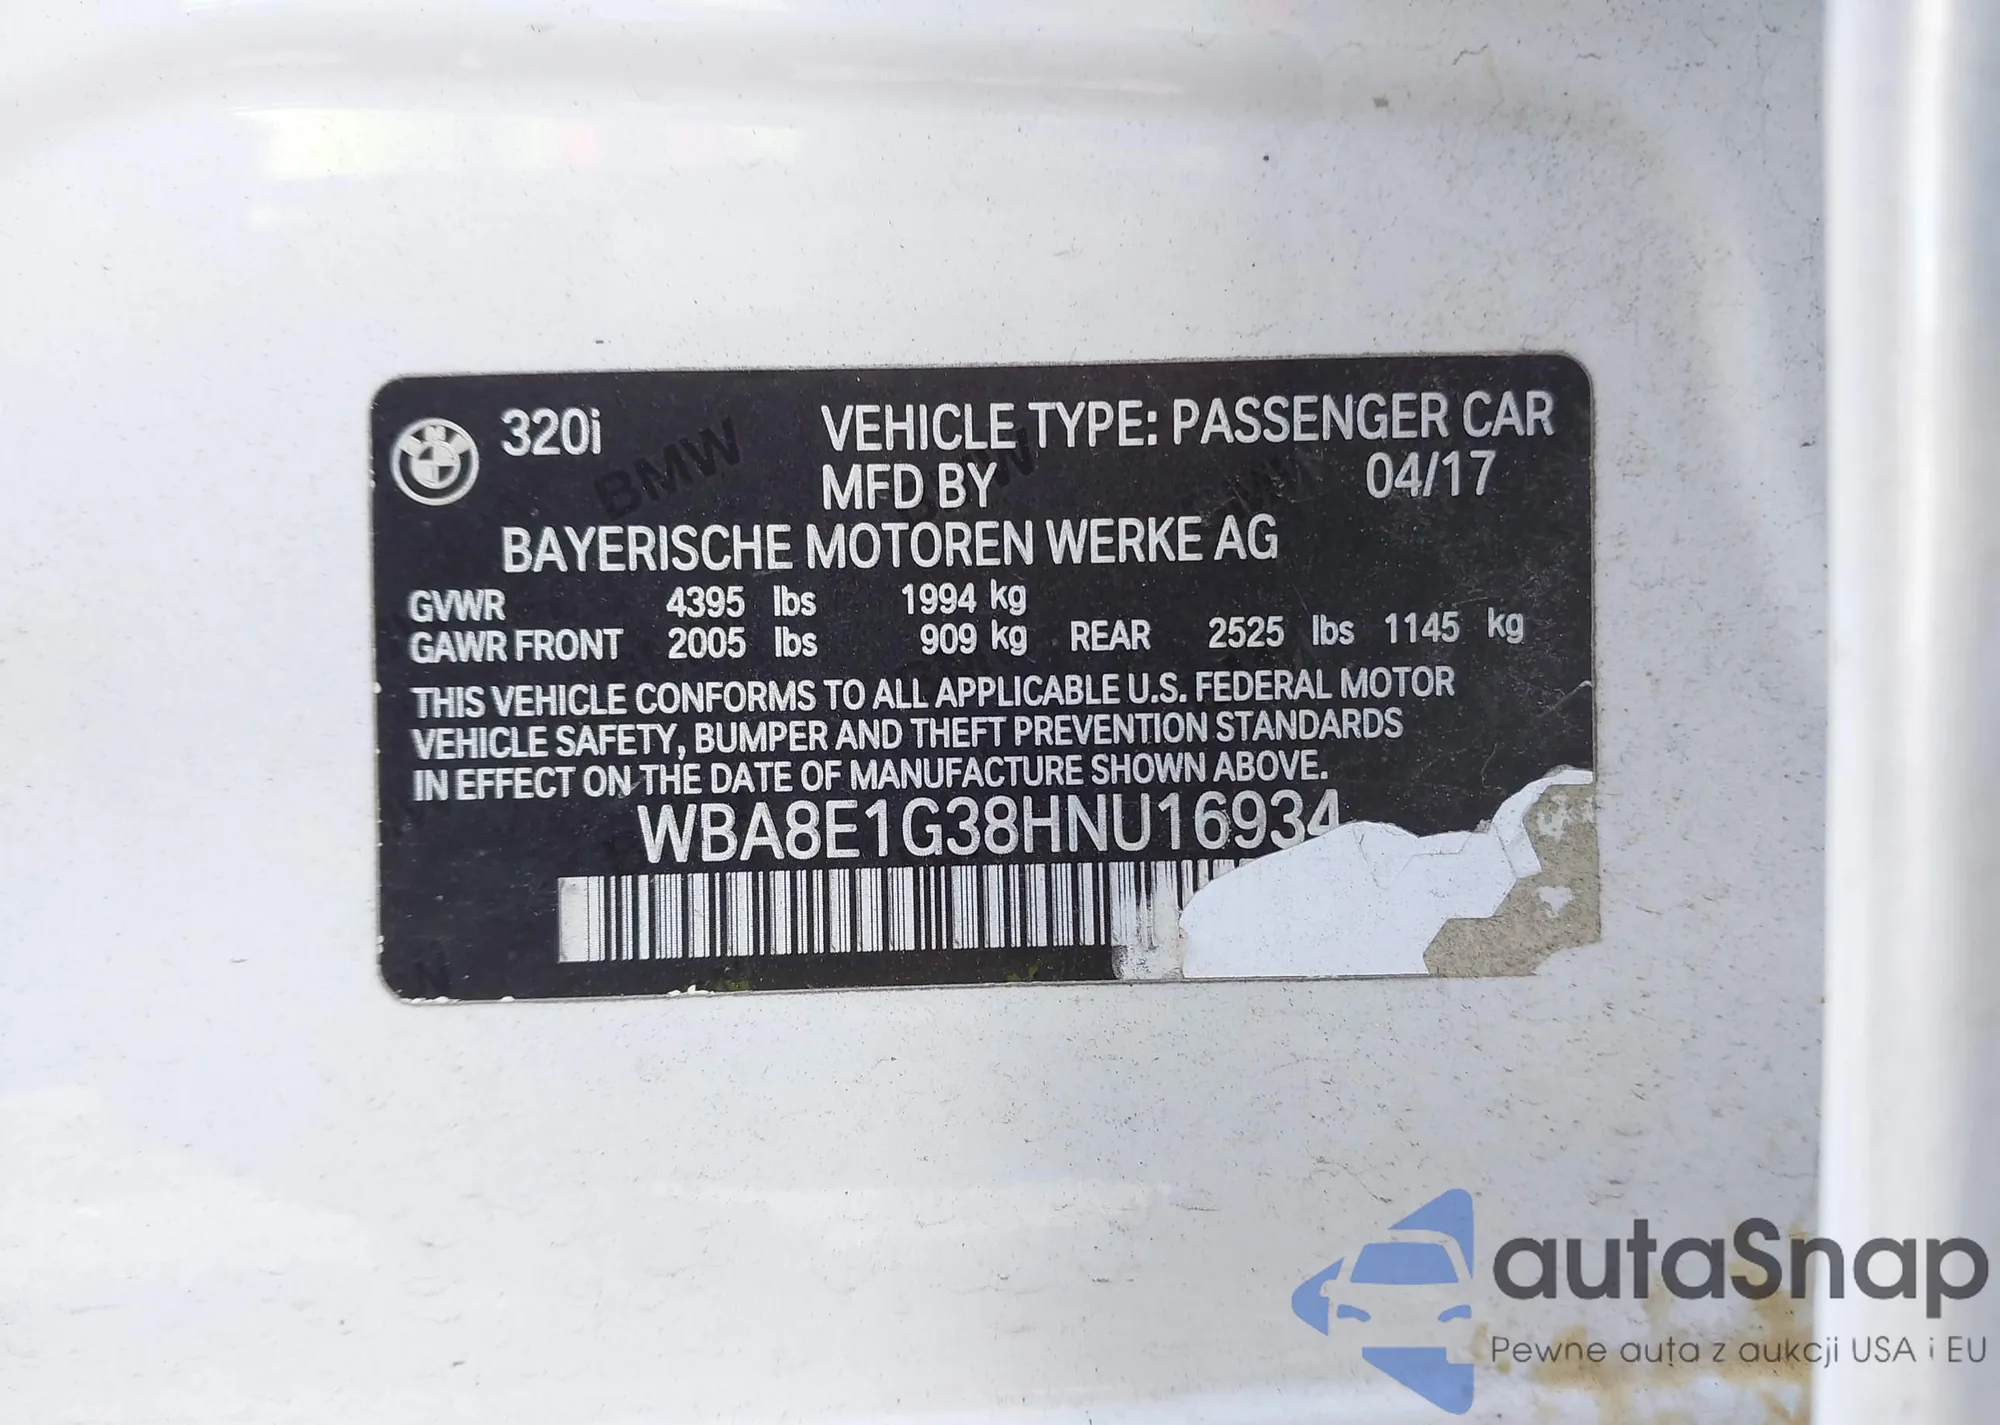 320i VEHICLE TYPE: PASSENGER CAR
MFD BY 04/17
BAYERISCHE MOTOREN WERKE AG
GVWR 4395 lbs 1994 kg
GAWR FRONT 2005 lbs 909 kg REAR 2525 lbs 1145 kg
THIS VEHICLE CONFORMS TO ALL APPLICABLE U.S. FEDERAL MOTOR
VEHICLE SAFETY, BUMPER AND THEFT PREVENTION STANDARDS
IN EFFECT ON THE DATE OF MANUFACTURE SHOWN ABOVE.
WBA8E1G38HNU16934
autaSnap
Pewne auta z aukcji USA i EU